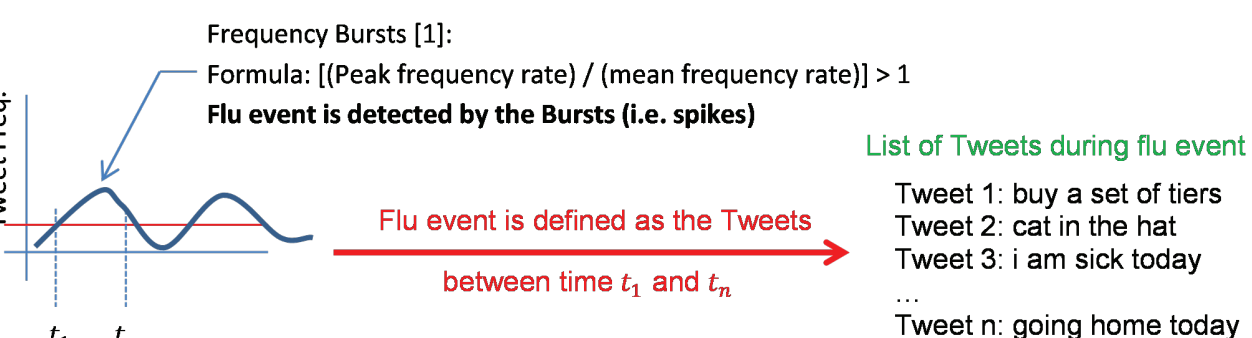 Frequency Bursts [1]:
Formula: [(Peak frequency rate) / (mean frequency rate)] > 1
Flu event is detected by the Bursts (i.e. spikes)
List of Tweets during flu event
Tweet 1: buy a set of tiers
Tweet 2: cat in the hat
Tweet 3: i am sick today
...
Tweet n: going home today
Flu event is defined as the Tweets
between time t₁ and tₙ
t₁ t